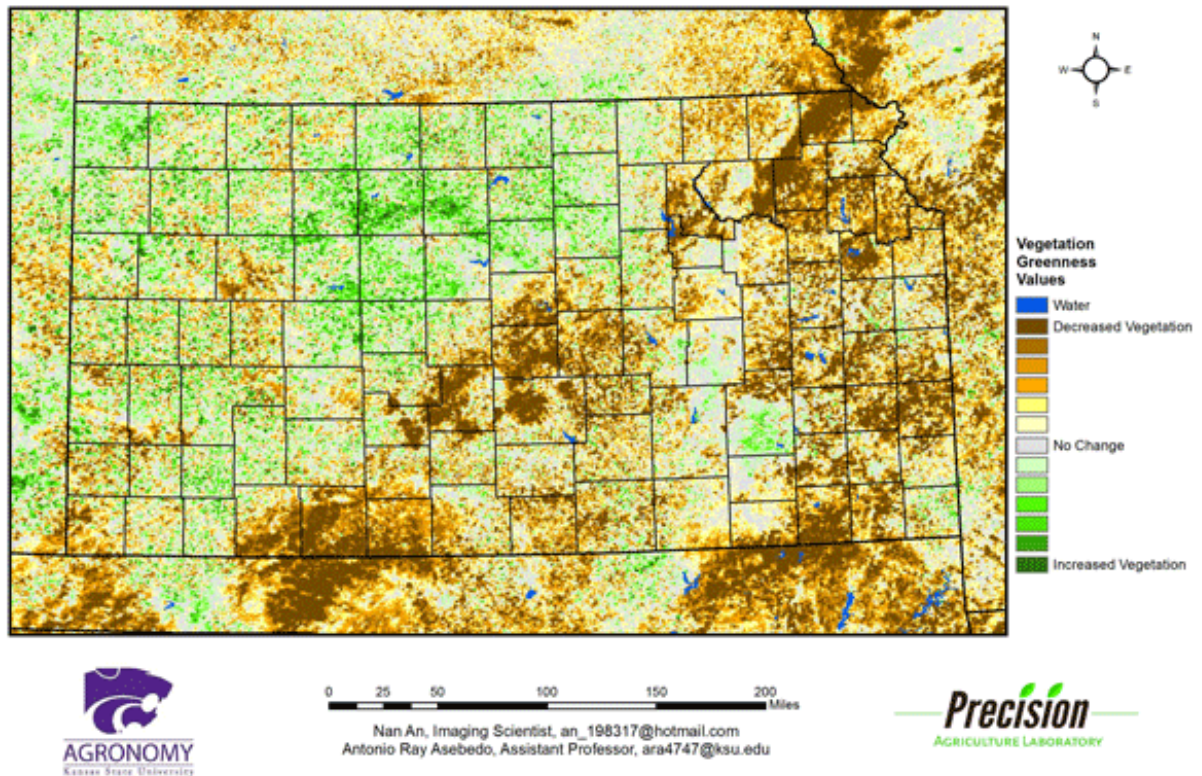 N
W E
S
Vegetation
Greenness
Values
Water
Decreased Vegetation
No Change
Increased Vegetation
0 25 50 100 150 200
Miles
Nan An, Imaging Scientist, an_198317@hotmail.com
Antonio Ray Asebedo, Assistant Professor, ara4747@ksu.edu
AGRONOMY
Kansas State University
Precision
AGRICULTURE LABORATORY